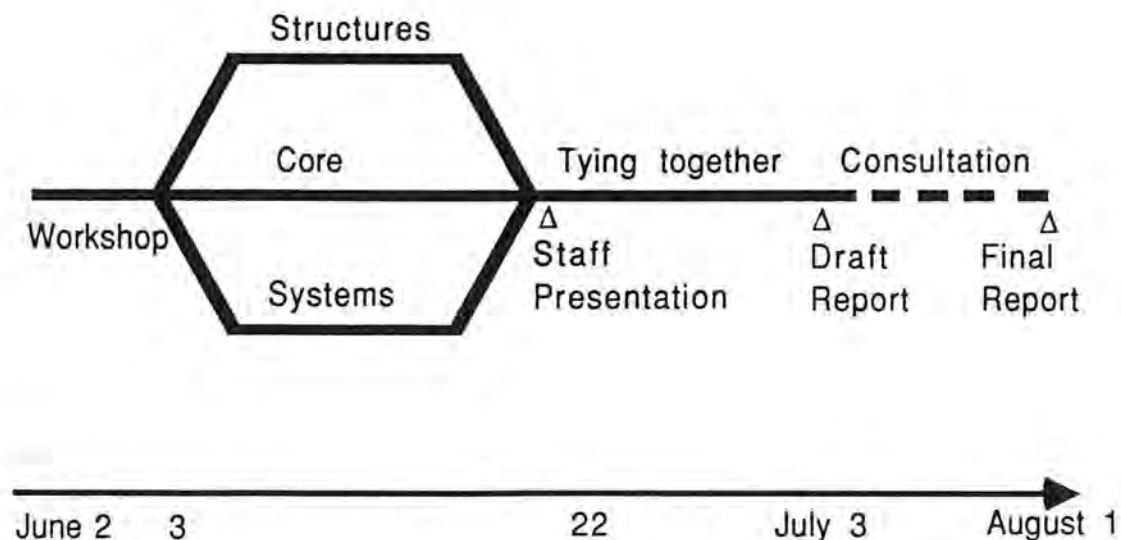 Structures
Core
Tying together
Consultation
Workshop
Δ
Δ
Δ
Systems
Staff
Presentation
Draft
Report
Final
Report
June 2
3
22
July 3
August 1